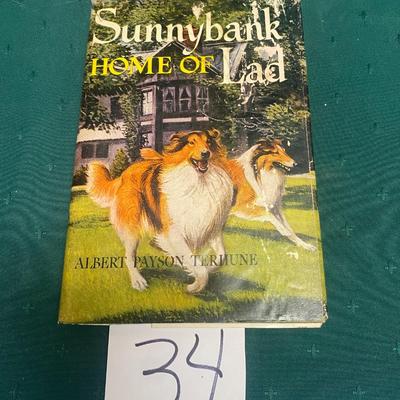 Sunnybank
HOME OF Lad
ALBERT PAYSON TERHUNE
34